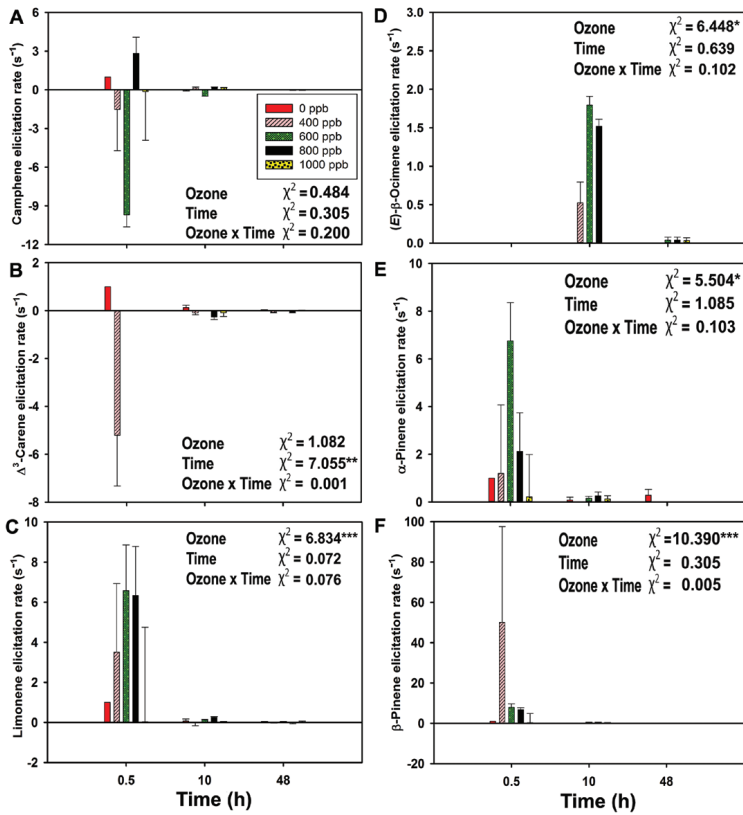 A
Camphene elicitation rate (s⁻¹)
6
3
0
-3
-6
-9
-12
0 ppb
400 ppb
600 ppb
800 ppb
1000 ppb
Ozone χ² = 0.484
Time χ² = 0.305
Ozone x Time χ² = 0.200
B
Δ³-Carene elicitation rate (s⁻¹)
2
0
-2
-4
-6
-8
Ozone χ² = 1.082
Time χ² = 7.055**
Ozone x Time χ² = 0.001
C
Limonene elicitation rate (s⁻¹)
10
8
6
4
2
0
-2
Ozone χ² = 6.834***
Time χ² = 0.072
Ozone x Time χ² = 0.076
0.5 10 48
Time (h)
D
(E)-β-Ocimene elicitation rate (s⁻¹)
3.0
2.5
2.0
1.5
1.0
0.5
0.0
Ozone χ² = 6.448*
Time χ² = 0.639
Ozone x Time χ² = 0.102
E
α-Pinene elicitation rate (s⁻¹)
10
8
6
4
2
0
Ozone χ² = 5.504*
Time χ² = 1.085
Ozone x Time χ² = 0.103
F
β-Pinene elicitation rate (s⁻¹)
100
80
60
40
20
0
-20
Ozone χ² =10.390***
Time χ² = 0.305
Ozone x Time χ² = 0.005
0.5 10 48
Time (h)